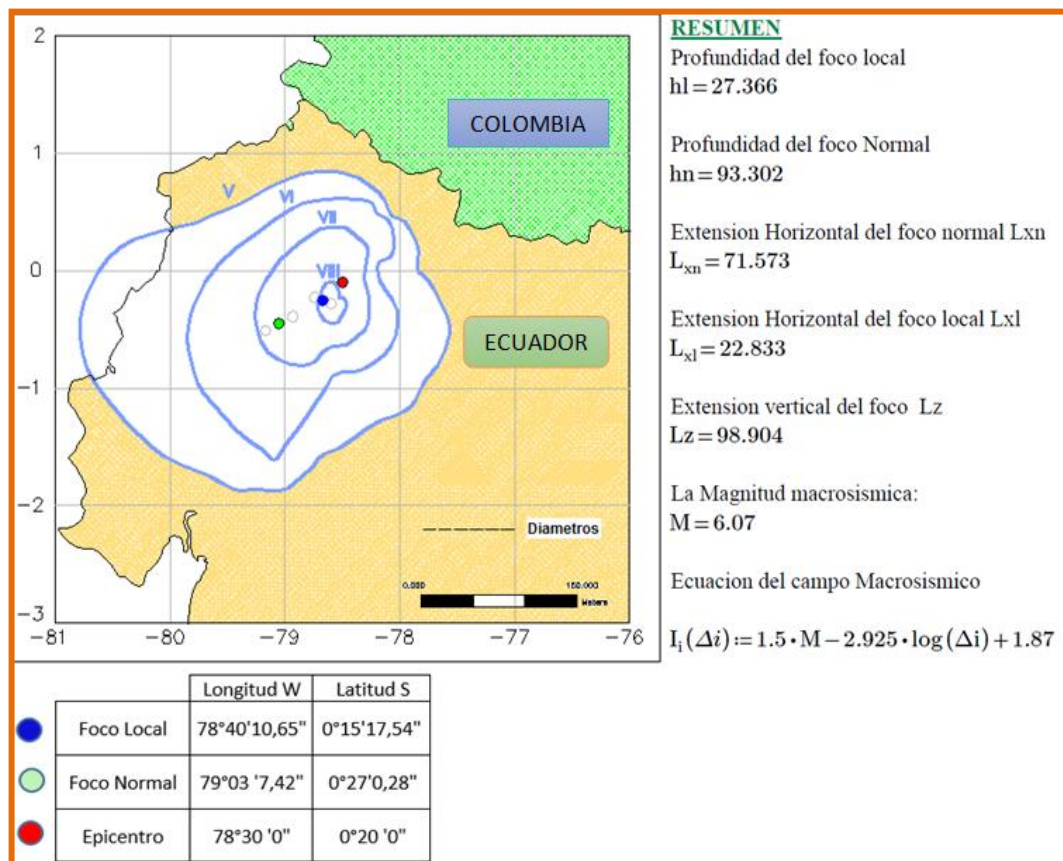 2
1
0
−1
−2
−3
−81
−80
−79
−78
−77
−76
COLOMBIA
ECUADOR
V
VI
VII
VIII
Diametros
0.000
150.000
Meters
RESUMEN
Profundidad del foco local
hl = 27.366
Profundidad del foco Normal
hn = 93.302
Extension Horizontal del foco normal Lxn
Lxn = 71.573
Extension Horizontal del foco local Lxl
Lxl = 22.833
Extension vertical del foco Lz
Lz = 98.904
La Magnitud macrosismica:
M = 6.07
Ecuacion del campo Macrosismico
Ii(Δi) := 1.5 • M − 2.925 • log(Δi) + 1.87
Longitud W Latitud S
Foco Local 78°40'10,65" 0°15'17,54"
Foco Normal 79°03 '7,42" 0°27'0,28"
Epicentro 78°30 '0" 0°20 '0"